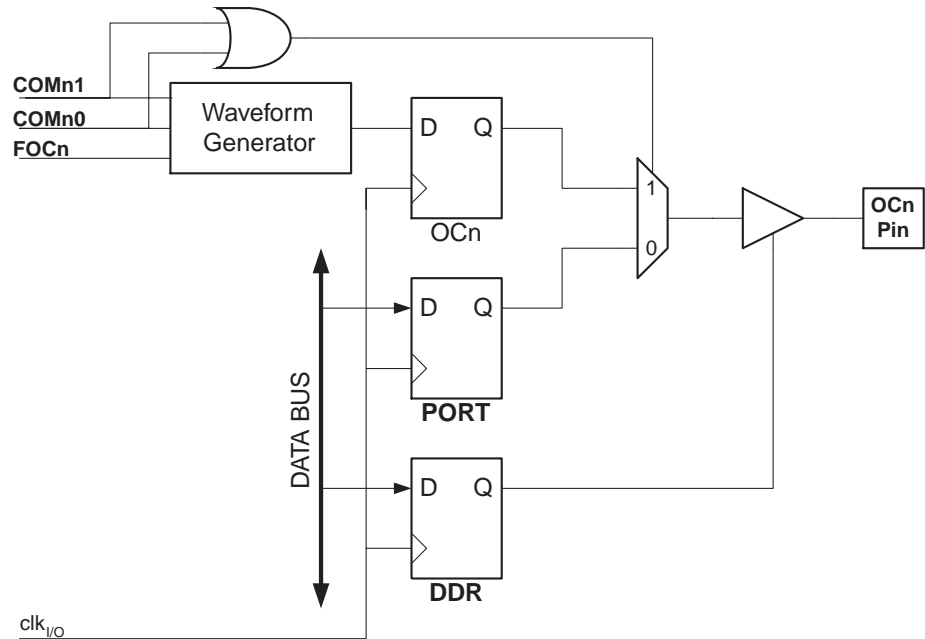 COMn1
COMn0
FOCn
Waveform
Generator
D Q
OCn
1
0
OCn
Pin
D Q
PORT
DATA BUS
D Q
DDR
clkI/O